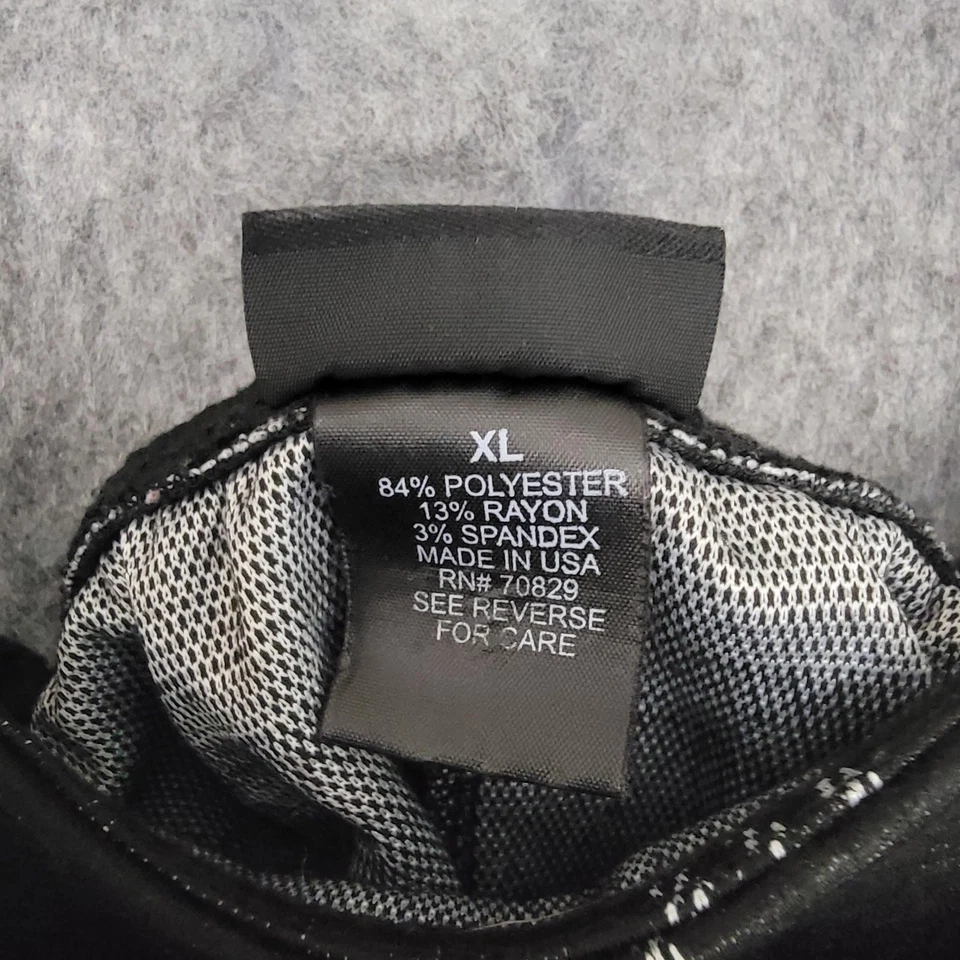 XL
84% POLYESTER
13% RAYON
3% SPANDEX
MADE IN USA
RN# 70829
SEE REVERSE
FOR CARE